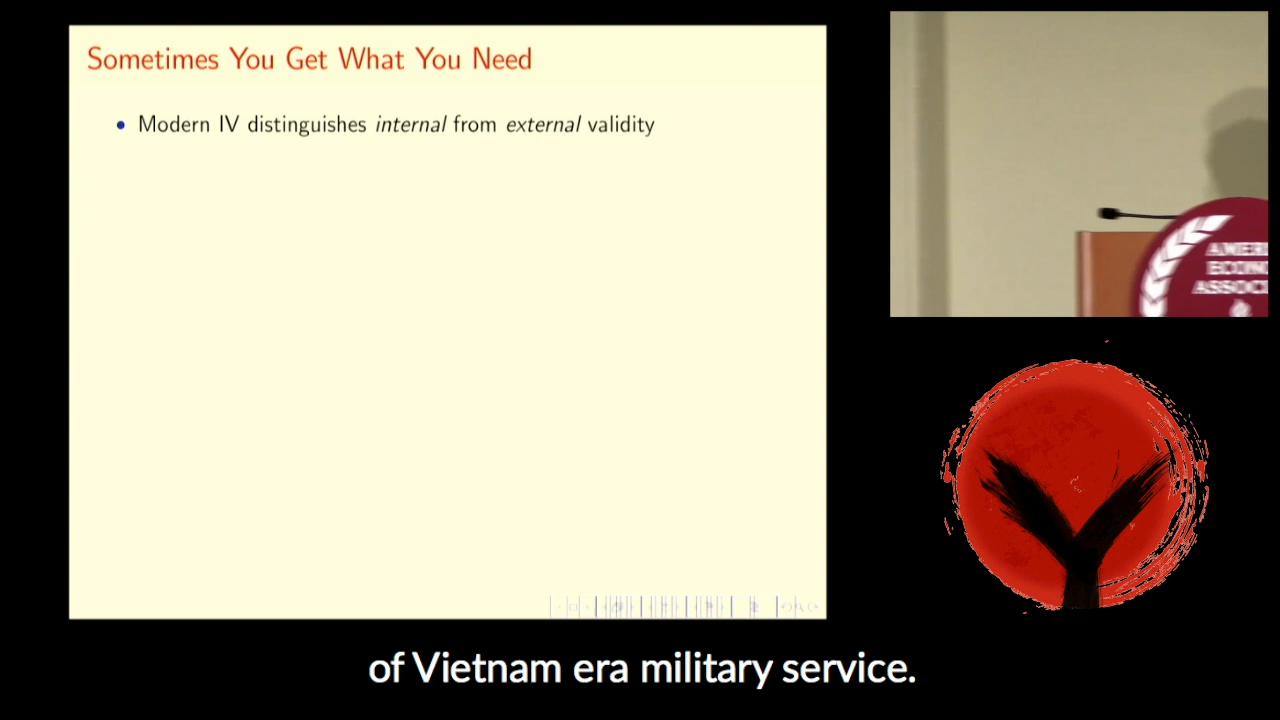 Sometimes You Get What You Need
• Modern IV distinguishes internal from external validity
of Vietnam era military service.